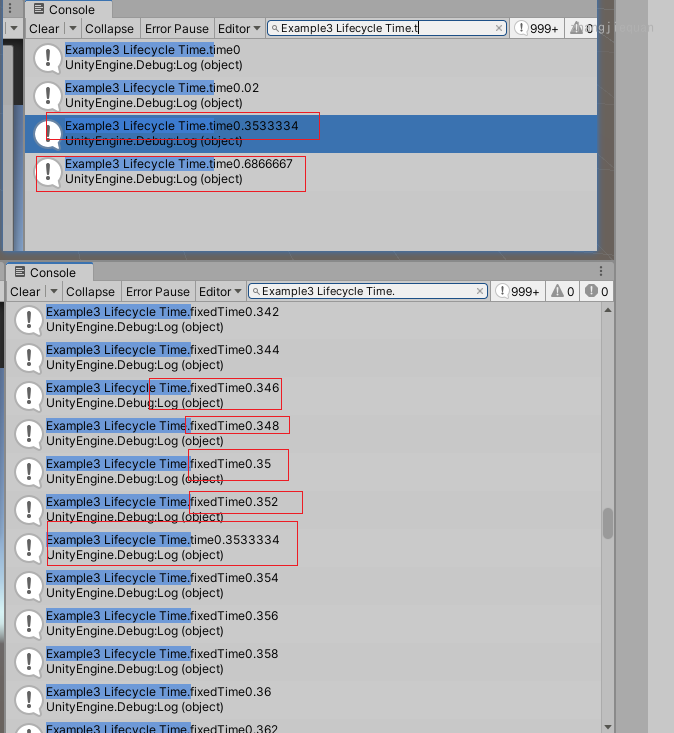 Console
Clear Collapse Error Pause Editor Example3 Lifecycle Time.t 999+ 0
Example3 Lifecycle Time.time0
UnityEngine.Debug:Log (object)
Example3 Lifecycle Time.time0.02
UnityEngine.Debug:Log (object)
Example3 Lifecycle Time.time0.3533334
UnityEngine.Debug:Log (object)
Example3 Lifecycle Time.time0.6866667
UnityEngine.Debug:Log (object)
Console
Clear Collapse Error Pause Editor Example3 Lifecycle Time. 999+ 0 0
Example3 Lifecycle Time.fixedTime0.342
UnityEngine.Debug:Log (object)
Example3 Lifecycle Time.fixedTime0.344
UnityEngine.Debug:Log (object)
Example3 Lifecycle Time.fixedTime0.346
UnityEngine.Debug:Log (object)
Example3 Lifecycle Time.fixedTime0.348
UnityEngine.Debug:Log (object)
Example3 Lifecycle Time.fixedTime0.35
UnityEngine.Debug:Log (object)
Example3 Lifecycle Time.fixedTime0.352
UnityEngine.Debug:Log (object)
Example3 Lifecycle Time.time0.3533334
UnityEngine.Debug:Log (object)
Example3 Lifecycle Time.fixedTime0.354
UnityEngine.Debug:Log (object)
Example3 Lifecycle Time.fixedTime0.356
UnityEngine.Debug:Log (object)
Example3 Lifecycle Time.fixedTime0.358
UnityEngine.Debug:Log (object)
Example3 Lifecycle Time.fixedTime0.36
UnityEngine.Debug:Log (object)
Example3 Lifecycle Time.fixedTime0.362